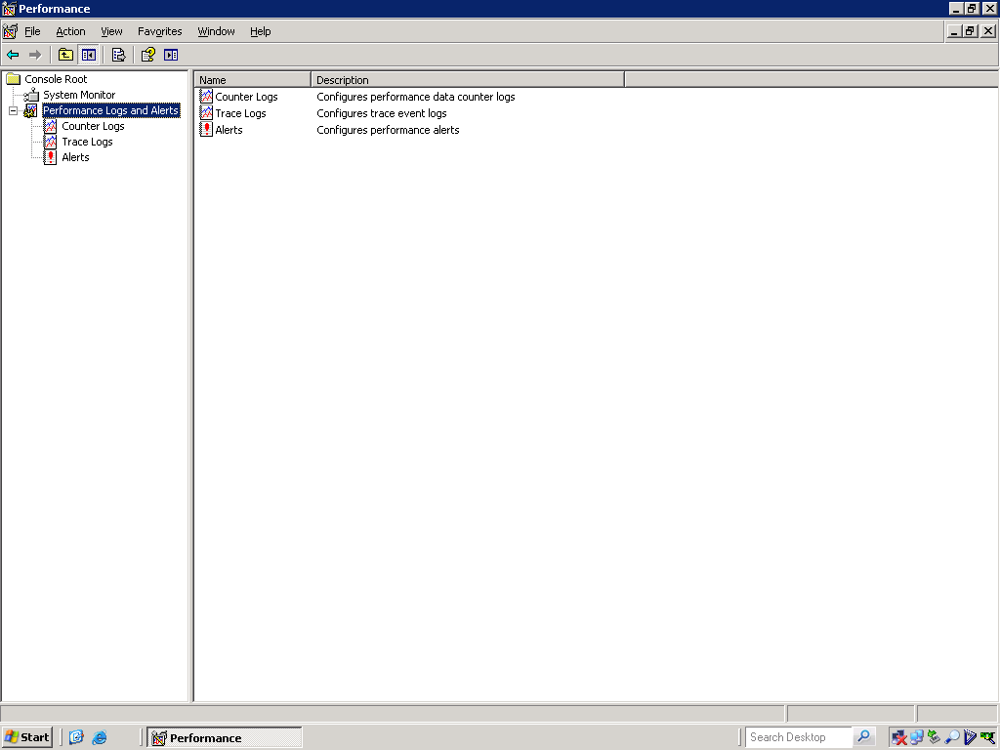 Performance
File Action View Favorites Window Help
Console Root
System Monitor
Performance Logs and Alerts
Counter Logs
Trace Logs
Alerts
Name Description
Counter Logs Configures performance data counter logs
Trace Logs Configures trace event logs
Alerts Configures performance alerts
Start Performance Search Desktop